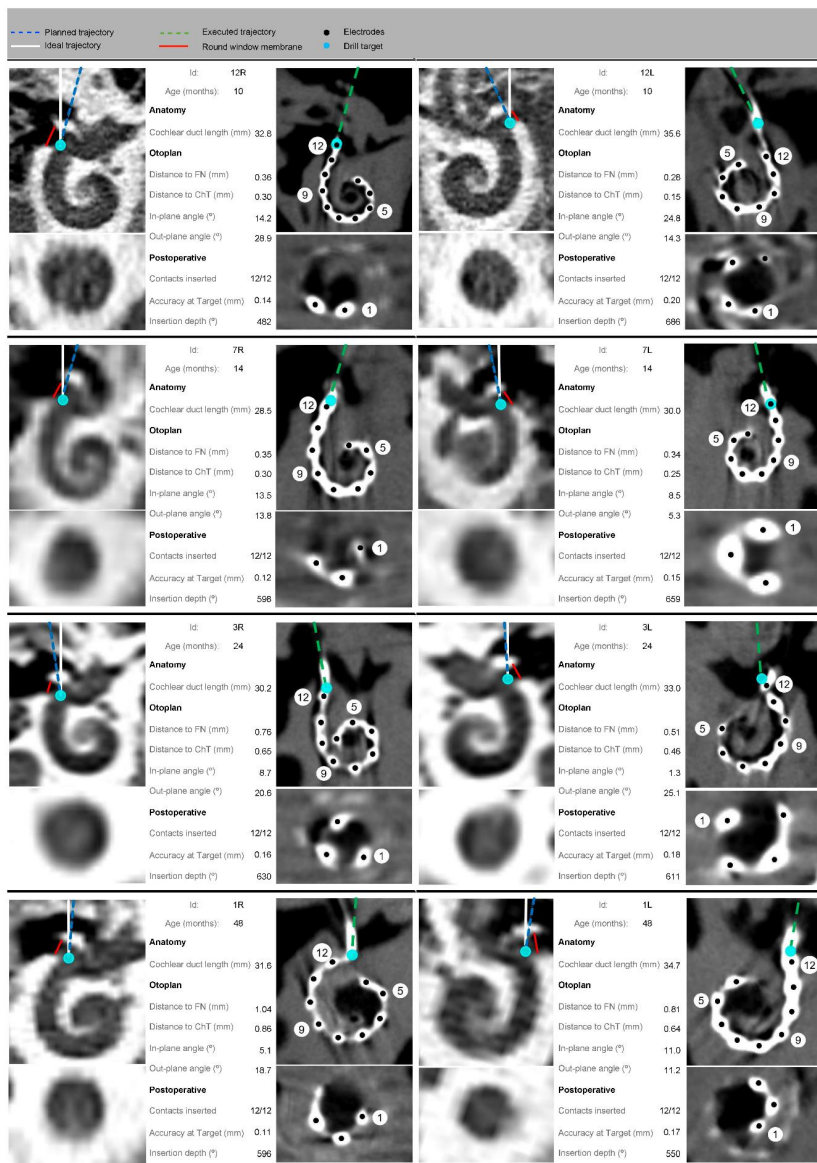 Planned trajectory Executed trajectory Electrodes
Ideal trajectory Round window membrane Drill target
Id: 12R
Age (months): 10
Anatomy
Cochlear duct length (mm) 32.8
Otoplan
Distance to FN (mm) 0.36
Distance to ChT (mm) 0.30
In-plane angle (º) 14.2
Out-plane angle (º) 28.9
Postoperative
Contacts inserted 12/12
Accuracy at Target (mm) 0.14
Insertion depth (º) 482
12
9
5
1
Id: 12L
Age (months): 10
Anatomy
Cochlear duct length (mm) 35.6
Otoplan
Distance to FN (mm) 0.28
Distance to ChT (mm) 0.15
In-plane angle (º) 24.8
Out-plane angle (º) 14.3
Postoperative
Contacts inserted 12/12
Accuracy at Target (mm) 0.20
Insertion depth (º) 686
5
12
9
1
Id: 7R
Age (months): 14
Anatomy
Cochlear duct length (mm) 28.5
Otoplan
Distance to FN (mm) 0.35
Distance to ChT (mm) 0.30
In-plane angle (º) 13.5
Out-plane angle (º) 13.8
Postoperative
Contacts inserted 12/12
Accuracy at Target (mm) 0.12
Insertion depth (º) 598
12
5
9
1
Id: 7L
Age (months): 14
Anatomy
Cochlear duct length (mm) 30.0
Otoplan
Distance to FN (mm) 0.34
Distance to ChT (mm) 0.25
In-plane angle (º) 8.5
Out-plane angle (º) 5.3
Postoperative
Contacts inserted 12/12
Accuracy at Target (mm) 0.15
Insertion depth (º) 659
12
5
9
1
Id: 3R
Age (months): 24
Anatomy
Cochlear duct length (mm) 30.2
Otoplan
Distance to FN (mm) 0.76
Distance to ChT (mm) 0.65
In-plane angle (º) 8.7
Out-plane angle (º) 20.6
Postoperative
Contacts inserted 12/12
Accuracy at Target (mm) 0.16
Insertion depth (º) 630
12
5
9
1
Id: 3L
Age (months): 24
Anatomy
Cochlear duct length (mm) 33.0
Otoplan
Distance to FN (mm) 0.51
Distance to ChT (mm) 0.46
In-plane angle (º) 1.3
Out-plane angle (º) 25.1
Postoperative
Contacts inserted 12/12
Accuracy at Target (mm) 0.18
Insertion depth (º) 611
12
5
9
1
Id: 1R
Age (months): 48
Anatomy
Cochlear duct length (mm) 31.6
Otoplan
Distance to FN (mm) 1.04
Distance to ChT (mm) 0.86
In-plane angle (º) 5.1
Out-plane angle (º) 18.7
Postoperative
Contacts inserted 12/12
Accuracy at Target (mm) 0.11
Insertion depth (º) 596
12
5
9
1
Id: 1L
Age (months): 48
Anatomy
Cochlear duct length (mm) 34.7
Otoplan
Distance to FN (mm) 0.81
Distance to ChT (mm) 0.64
In-plane angle (º) 11.0
Out-plane angle (º) 11.2
Postoperative
Contacts inserted 12/12
Accuracy at Target (mm) 0.17
Insertion depth (º) 550
12
5
9
1